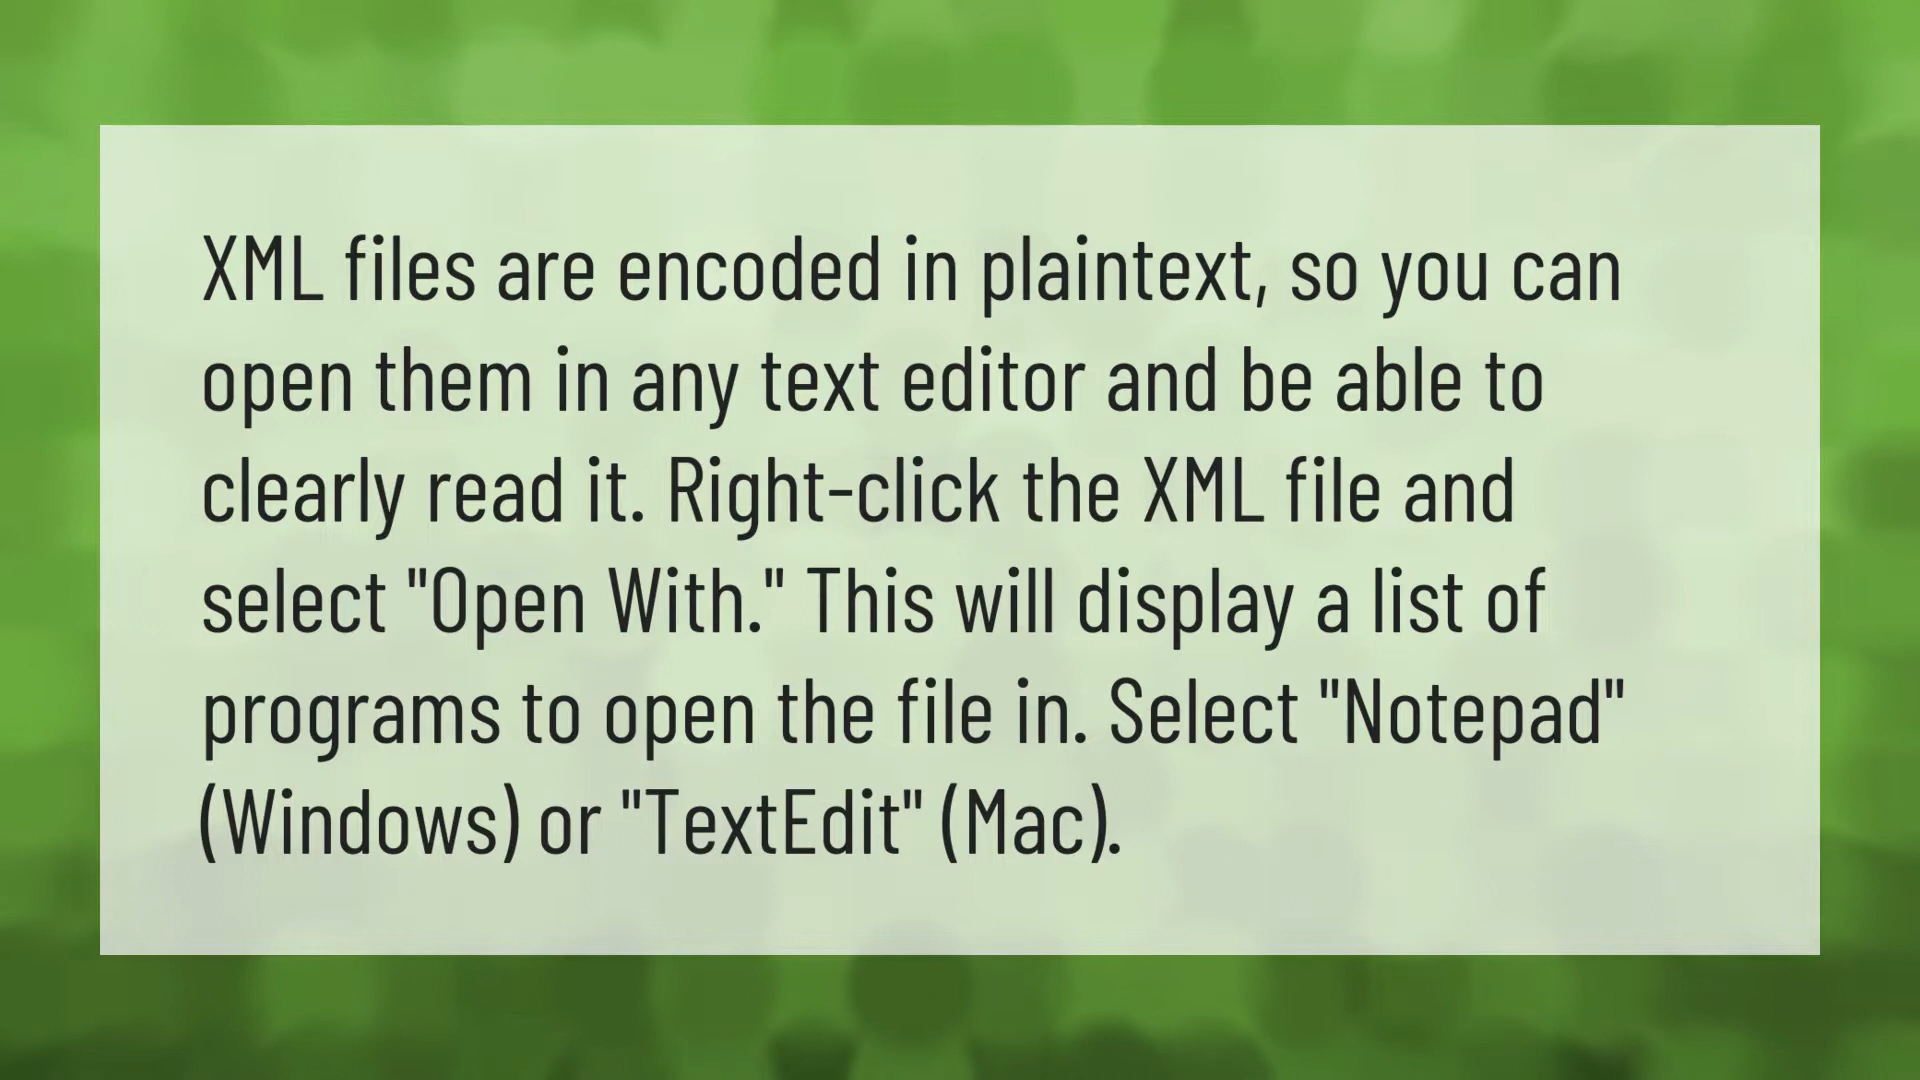 XML files are encoded in plaintext, so you can
open them in any text editor and be able to
clearly read it. Right-click the XML file and
select "Open With." This will display a list of
programs to open the file in. Select "Notepad"
(Windows) or "TextEdit" (Mac).